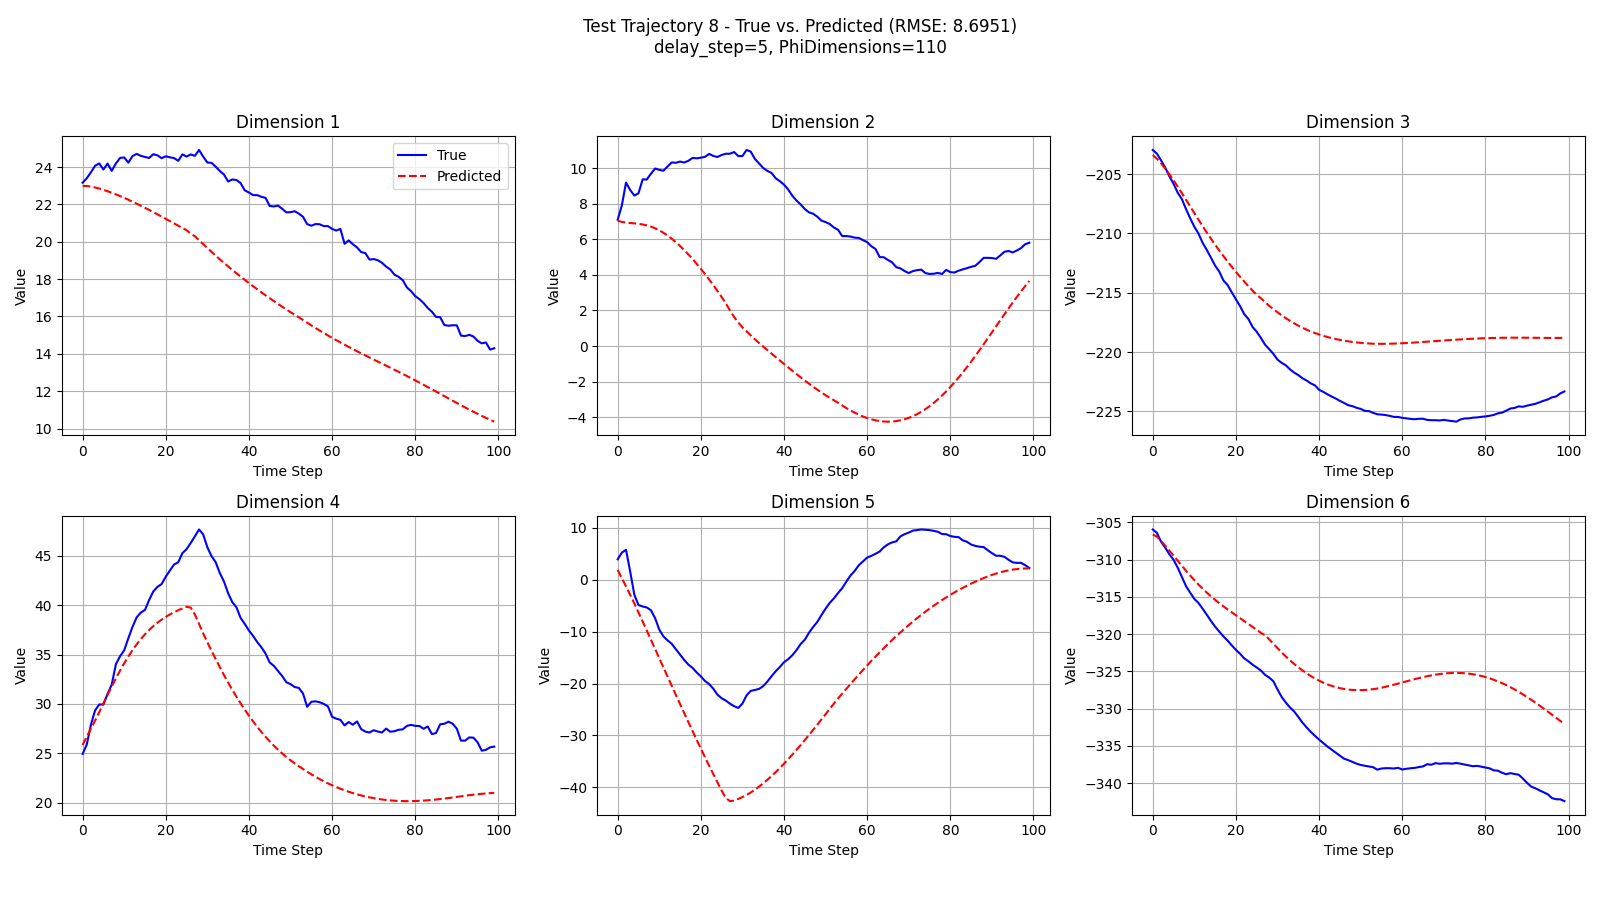 Test Trajectory 8 - True vs. Predicted (RMSE: 8.6951)
delay_step=5, PhiDimensions=110
Dimension 1
Dimension 2
Dimension 3
True
Predicted
Value
24
22
20
18
16
14
12
10
0 20 40 60 80 100
Time Step
Value
10
8
6
4
2
0
−2
−4
0 20 40 60 80 100
Time Step
Value
−205
−210
−215
−220
−225
0 20 40 60 80 100
Time Step
Dimension 4
Dimension 5
Dimension 6
Value
45
40
35
30
25
20
0 20 40 60 80 100
Time Step
Value
10
0
−10
−20
−30
−40
0 20 40 60 80 100
Time Step
Value
−305
−310
−315
−320
−325
−330
−335
−340
0 20 40 60 80 100
Time Step